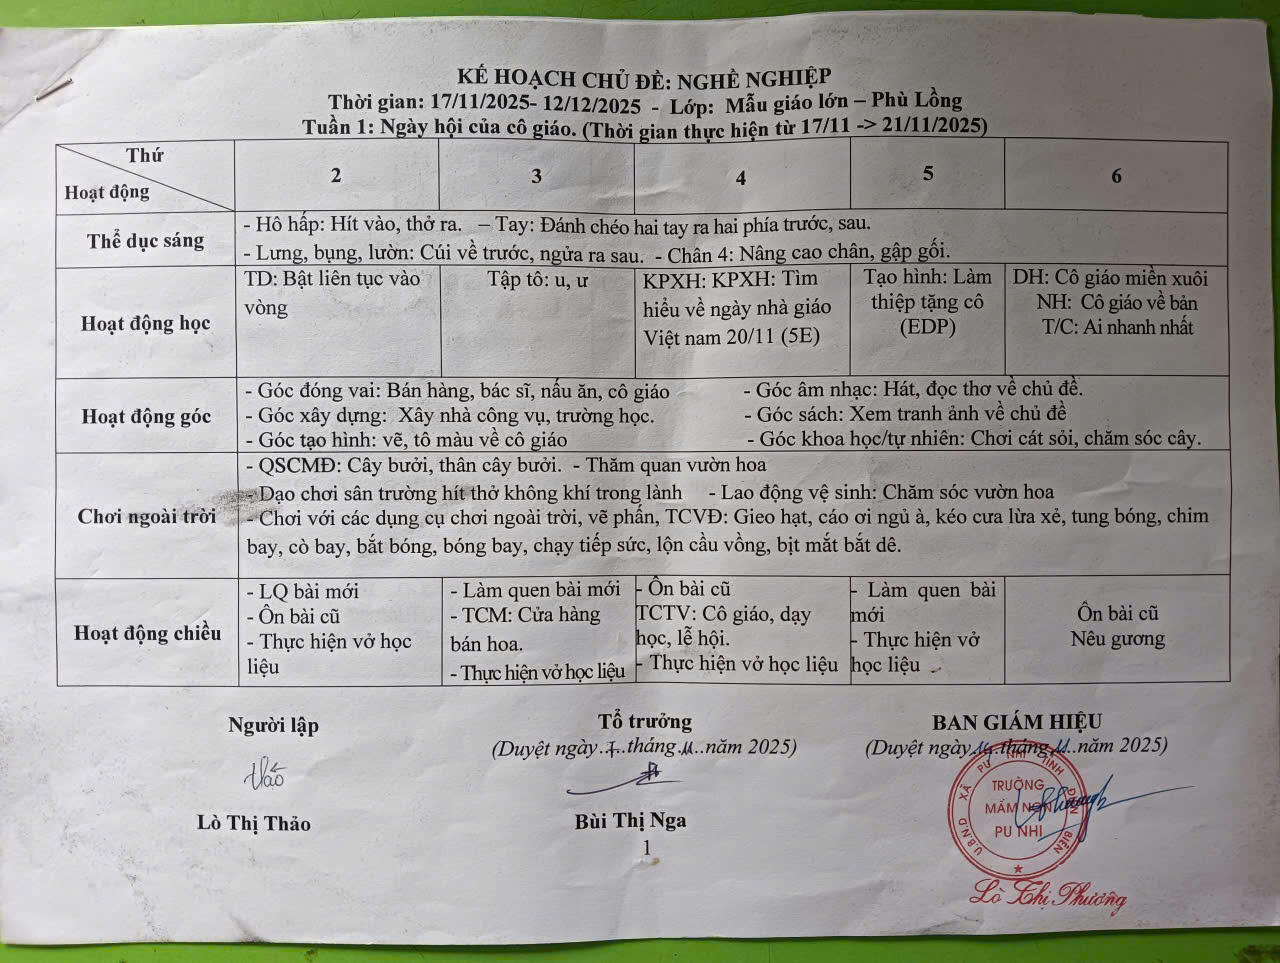 KẾ HOẠCH CHỦ ĐỀ: NGHỀ NGHIỆP
Thời gian: 17/11/2025- 12/12/2025 - Lớp: Mẫu giáo lớn – Phù Lồng
Tuần 1: Ngày hội của cô giáo. (Thời gian thực hiện từ 17/11 -> 21/11/2025)
Thứ
Hoạt động
2
3
4
5
6
Thể dục sáng
- Hô hấp: Hít vào, thở ra. – Tay: Đánh chéo hai tay ra hai phía trước, sau.
- Lưng, bụng, lườn: Cúi về trước, ngửa ra sau. - Chân 4: Nâng cao chân, gập gối.
Hoạt động học
TD: Bật liên tục vào
vòng
Tập tô: u, ư
KPXH: KPXH: Tìm
hiểu về ngày nhà giáo
Việt nam 20/11 (5E)
Tạo hình: Làm
thiệp tặng cô
(EDP)
DH: Cô giáo miền xuôi
NH: Cô giáo về bản
T/C: Ai nhanh nhất
Hoạt động góc
- Góc đóng vai: Bán hàng, bác sĩ, nấu ăn, cô giáo - Góc âm nhạc: Hát, đọc thơ về chủ đề.
- Góc xây dựng: Xây nhà công vụ, trường học. - Góc sách: Xem tranh ảnh về chủ đề
- Góc tạo hình: vẽ, tô màu về cô giáo - Góc khoa học/tự nhiên: Chơi cát sỏi, chăm sóc cây.
Chơi ngoài trời
- QSCMĐ: Cây bưởi, thân cây bưởi. - Thăm quan vườn hoa
- Dạo chơi sân trường hít thở không khí trong lành - Lao động vệ sinh: Chăm sóc vườn hoa
- Chơi với các dụng cụ chơi ngoài trời, vẽ phấn, TCVĐ: Gieo hạt, cáo ơi ngủ à, kéo cưa lừa xẻ, tung bóng, chim
bay, cò bay, bắt bóng, bóng bay, chạy tiếp sức, lộn cầu vồng, bịt mắt bắt dê.
Hoạt động chiều
- LQ bài mới
- Ôn bài cũ
- Thực hiện vở học
liệu
- Làm quen bài mới
- TCM: Cửa hàng
bán hoa.
- Thực hiện vở học liệu
- Ôn bài cũ
TCTV: Cô giáo, dạy
học, lễ hội.
- Thực hiện vở học liệu
- Làm quen bài
mới
- Thực hiện vở
học liệu
Ôn bài cũ
Nêu gương
Người lập
Thảo
Lò Thị Thảo
Tổ trưởng
(Duyệt ngày..7..tháng.11..năm 2025)
Bùi Thị Nga
BAN GIÁM HIỆU
(Duyệt ngày.14.tháng.11..năm 2025)
U.B.N.D XÃ PU NHI TỈNH ĐIỆN BIÊN
TRƯỜNG
MẦM NON
PU NHI
Lò Thị Phương
1